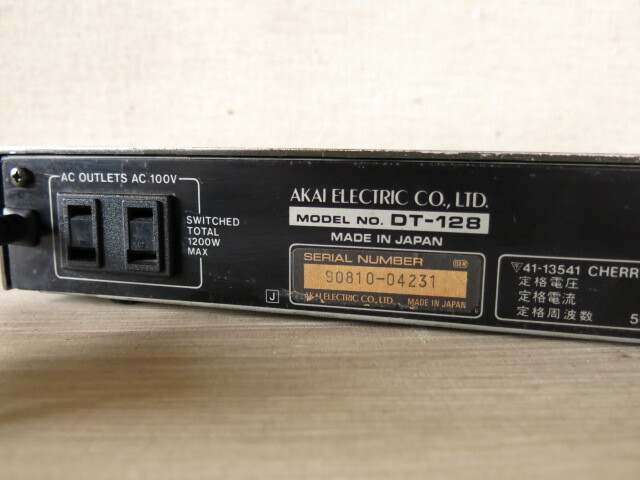 AC OUTLETS AC 100V
SWITCHED
TOTAL
1200W
MAX
AKAI ELECTRIC CO., LTD.
MODEL NO. DT-128
MADE IN JAPAN
SERIAL NUMBER
90810-04231
AKAI ELECTRIC CO., LTD. MADE IN JAPAN
J
41-13541 CHERR
定格電圧
定格電流
定格周波数 5